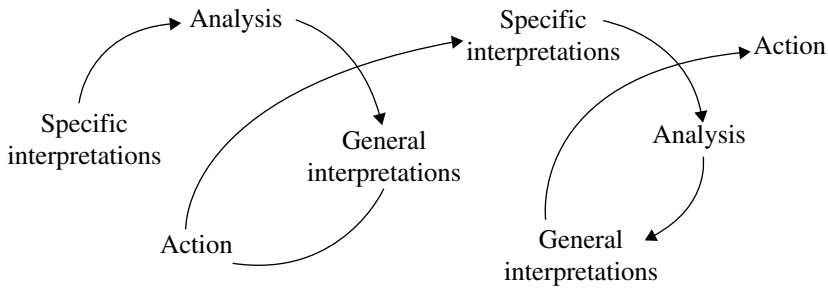 Analysis
Specific
interpretations
General
interpretations
Action
Specific
interpretations
Action
Analysis
General
interpretations